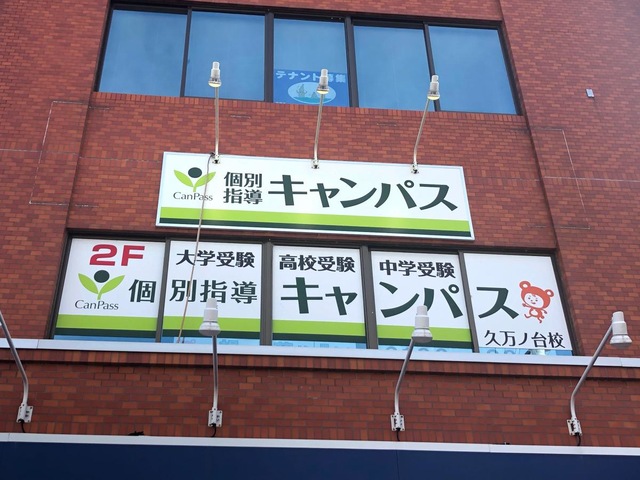 テナント募集
CanPass
個別
指導
キャンパス
2F
大学受験
高校受験
中学受験
CanPass
個別指導キャンパス
久万ノ台校